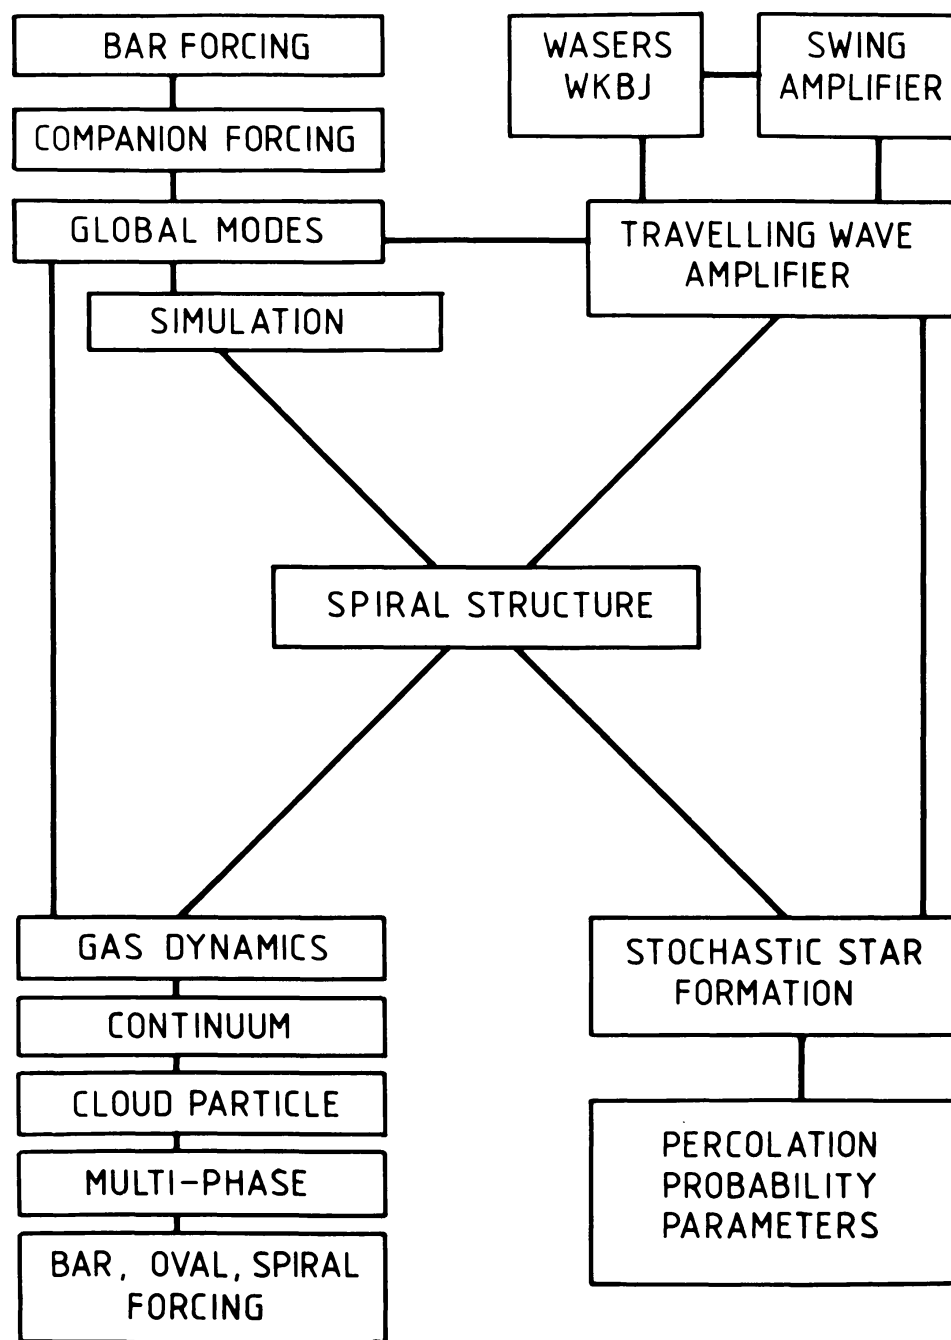 BAR FORCING
COMPANION FORCING
GLOBAL MODES
SIMULATION
WASERS
WKBJ
SWING
AMPLIFIER
TRAVELLING WAVE
AMPLIFIER
SPIRAL STRUCTURE
GAS DYNAMICS
CONTINUUM
CLOUD PARTICLE
MULTI-PHASE
BAR, OVAL, SPIRAL
FORCING
STOCHASTIC STAR
FORMATION
PERCOLATION
PROBABILITY
PARAMETERS